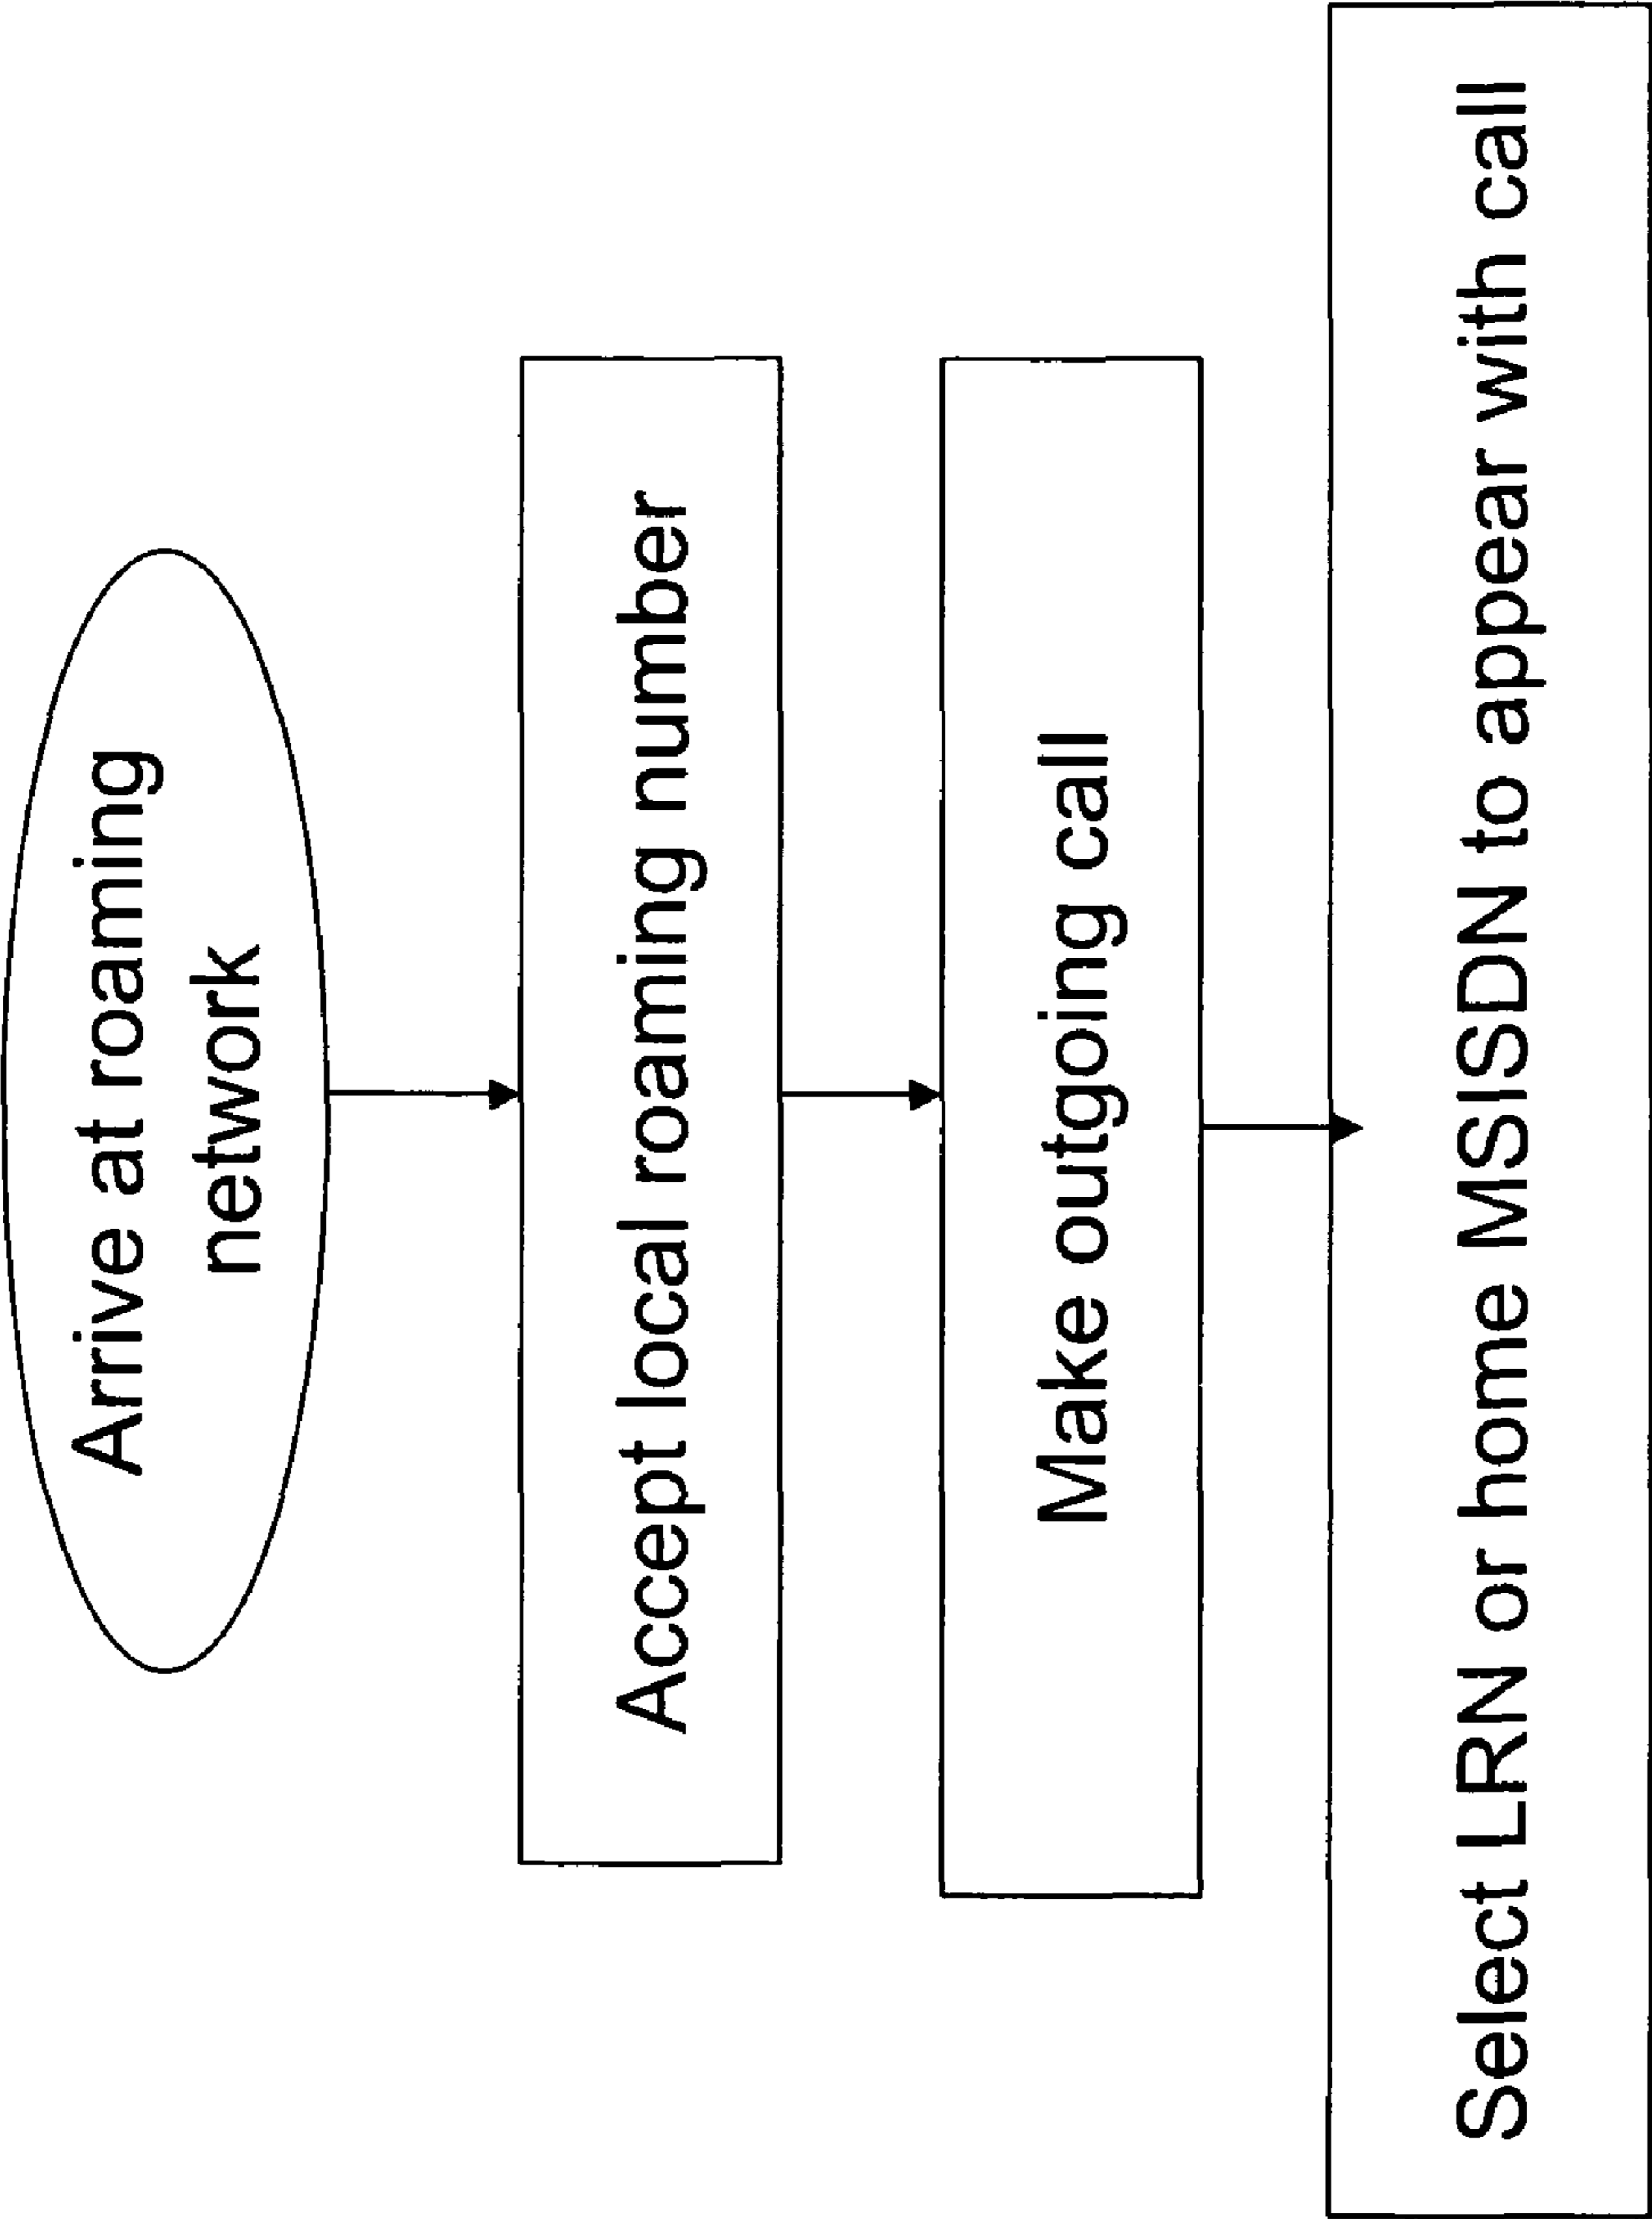 Arrive at roaming
network
Accept local roaming number
Make outgoing call
Select LRN or home MSISDN to appear with call